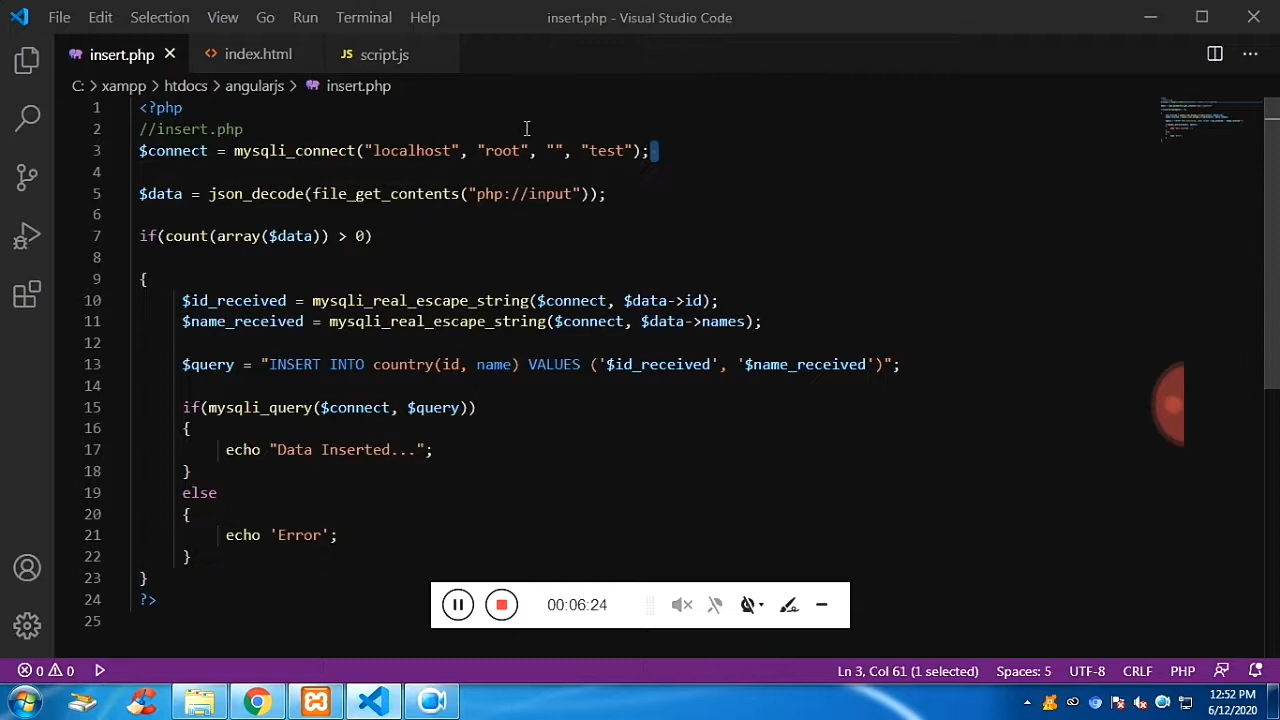 File Edit Selection View Go Run Terminal Help insert.php - Visual Studio Code
insert.php index.html JS script.js
C: > xampp > htdocs > angularjs > insert.php
1 <?php
2 //insert.php
3 $connect = mysqli_connect("localhost", "root", "", "test");
4
5 $data = json_decode(file_get_contents("php://input"));
6
7 if(count(array($data)) > 0)
8
9 {
10 $id_received = mysqli_real_escape_string($connect, $data->id);
11 $name_received = mysqli_real_escape_string($connect, $data->names);
12
13 $query = "INSERT INTO country(id, name) VALUES ('$id_received', '$name_received')";
14
15 if(mysqli_query($connect, $query))
16 {
17 echo "Data Inserted...";
18 }
19 else
20 {
21 echo 'Error';
22 }
23 }
24 ?>
25
00:06:24
0 0 Ln 3, Col 61 (1 selected) Spaces: 5 UTF-8 CRLF PHP
12:52 PM
6/12/2020